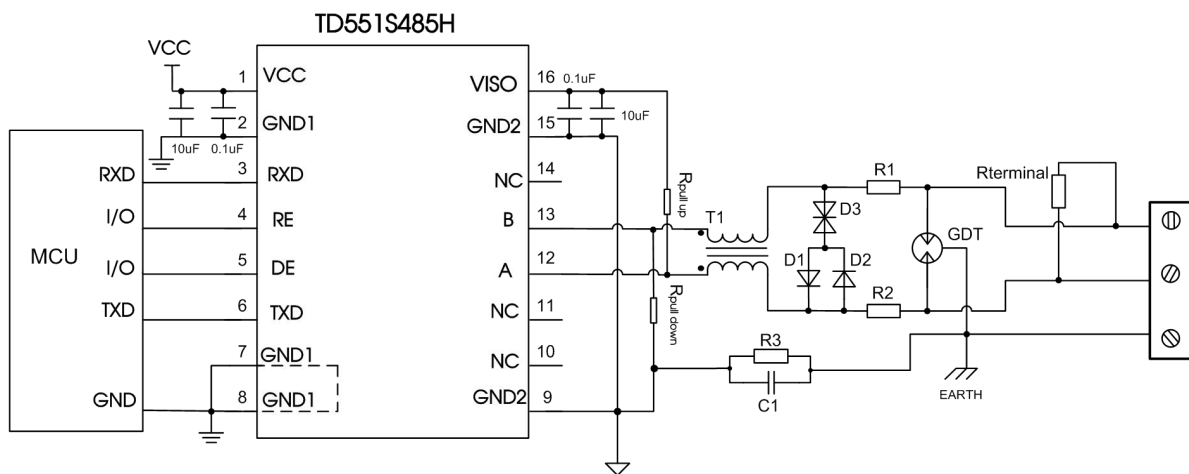 TD551S485H
VCC
10uF
0.1uF
1
2
3
4
5
6
7
8
VCC
GND1
RXD
RE
DE
TXD
GND1
GND1
MCU
RXD
I/O
I/O
TXD
GND
VISO
GND2
NC
B
A
NC
NC
GND2
16
15
14
13
12
11
10
9
0.1uF
10uF
Rpull up
Rpull down
T1
D3
D1
D2
R1
R2
GDT
Rterminal
R3
C1
EARTH